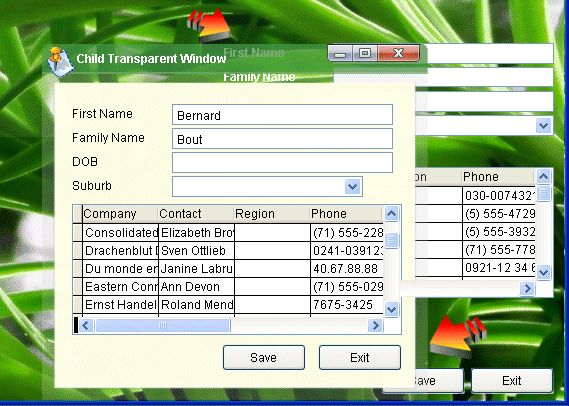 First Name
Child Transparent Window
Family Name
First Name Bernard
Family Name Bout
DOB
Suburb
Company Contact Region Phone
Consolidated Elizabeth Bro (71) 555-228
Drachenblut Sven Ottlieb 0241-039123
Du monde en Janine Labru 40.67.88.88
Eastern Conn Ann Devon (71) 555-029
Ernst Handel Roland Mend 7675-3425
Save Exit
on Phone
030-0074321
(5) 555-4729
(5) 555-3932
(71) 555-778
0921-12 34 6
ave Exit